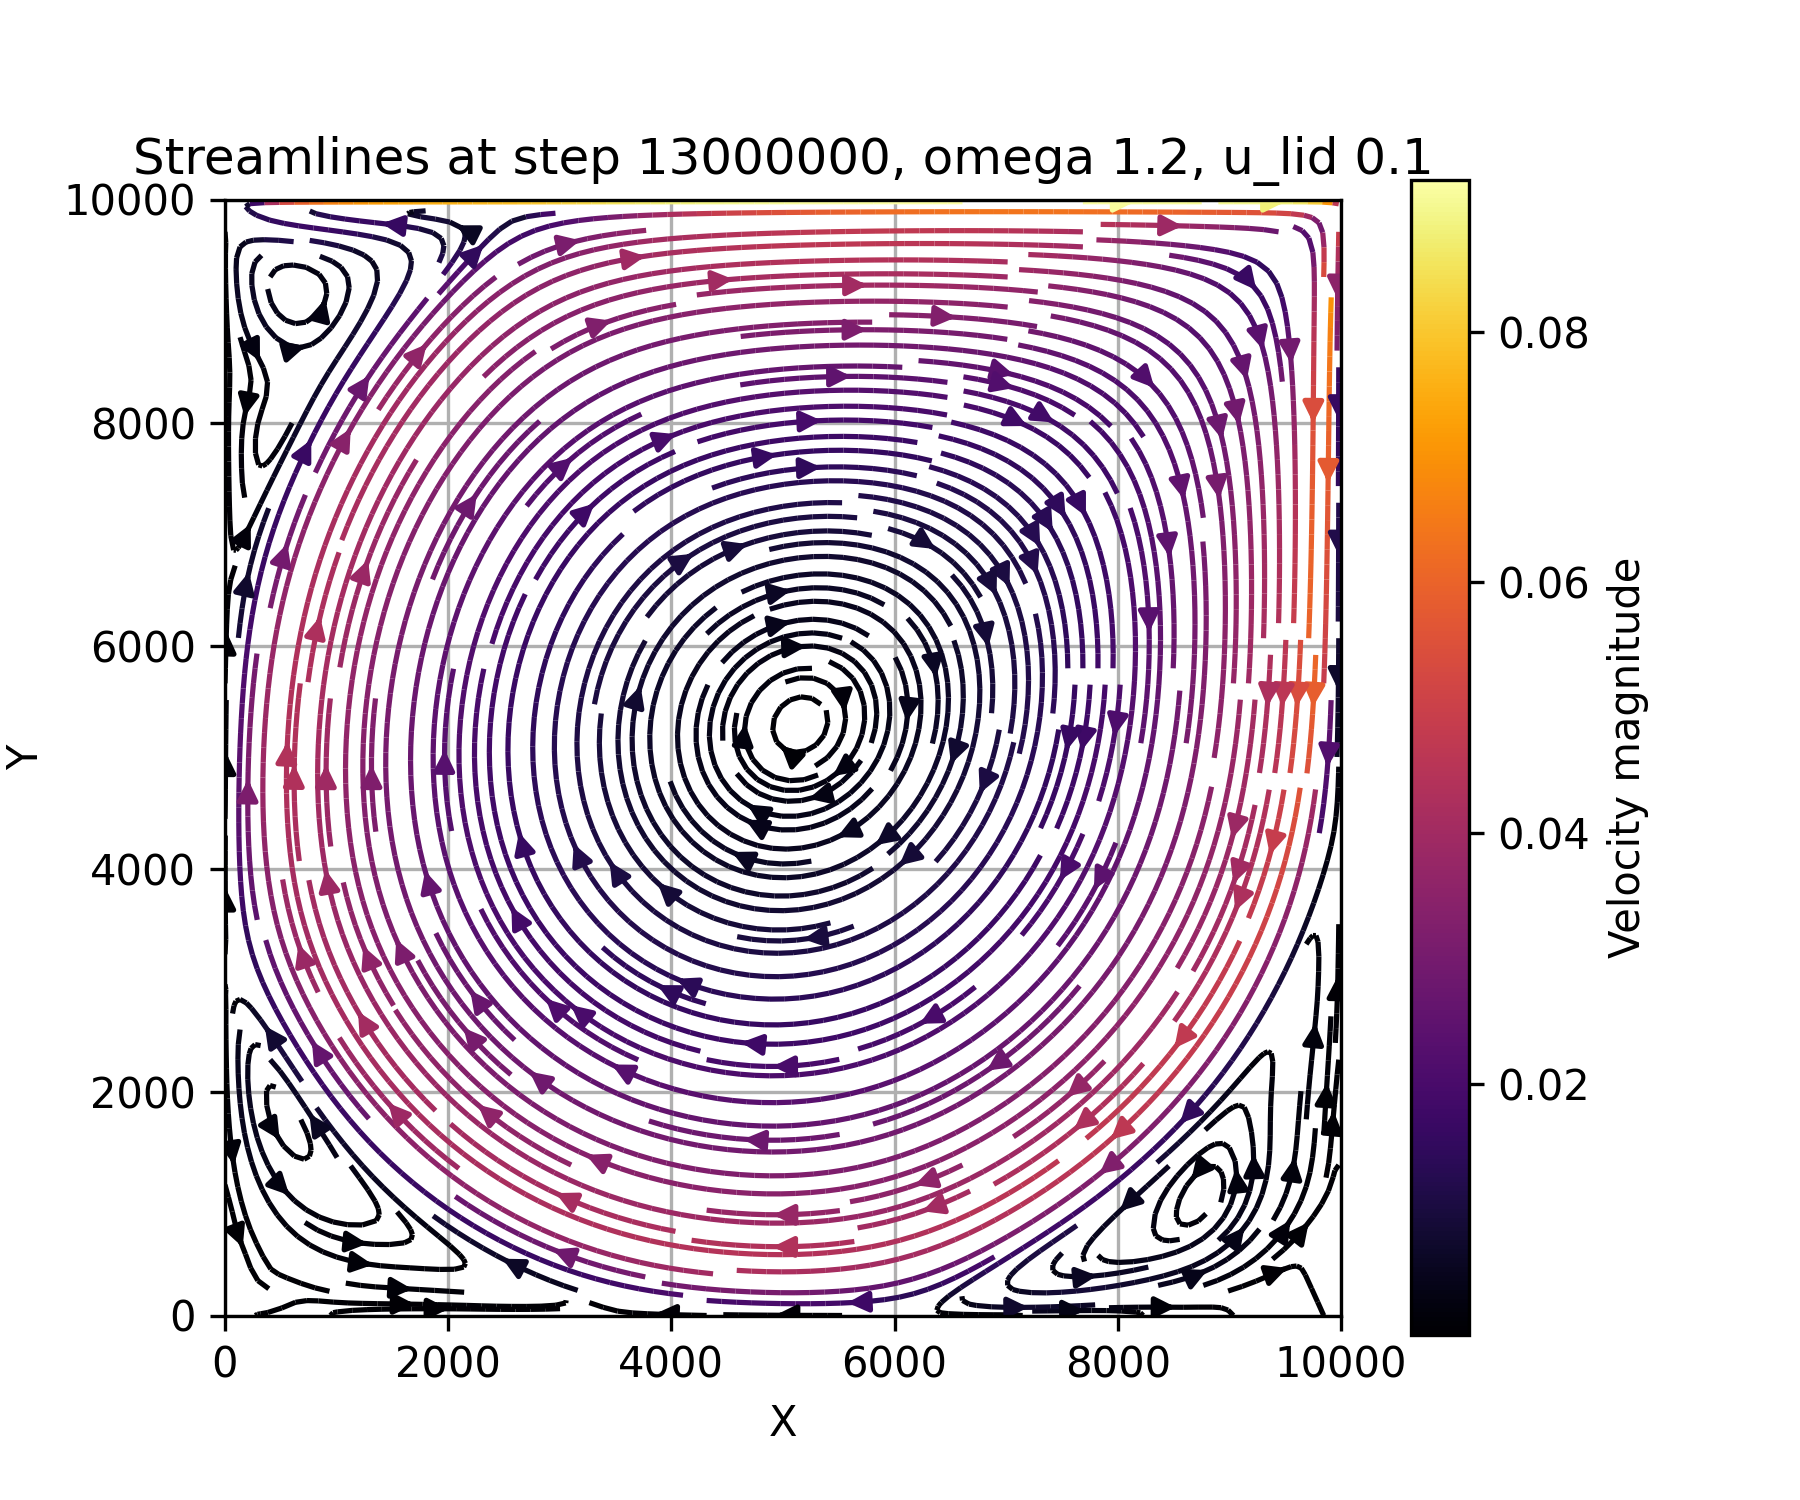 Streamlines at step 13000000, omega 1.2, u_lid 0.1
10000
8000
6000
4000
2000
0
Y
0 2000 4000 6000 8000 10000
X
0.08
0.06
0.04
0.02
Velocity magnitude